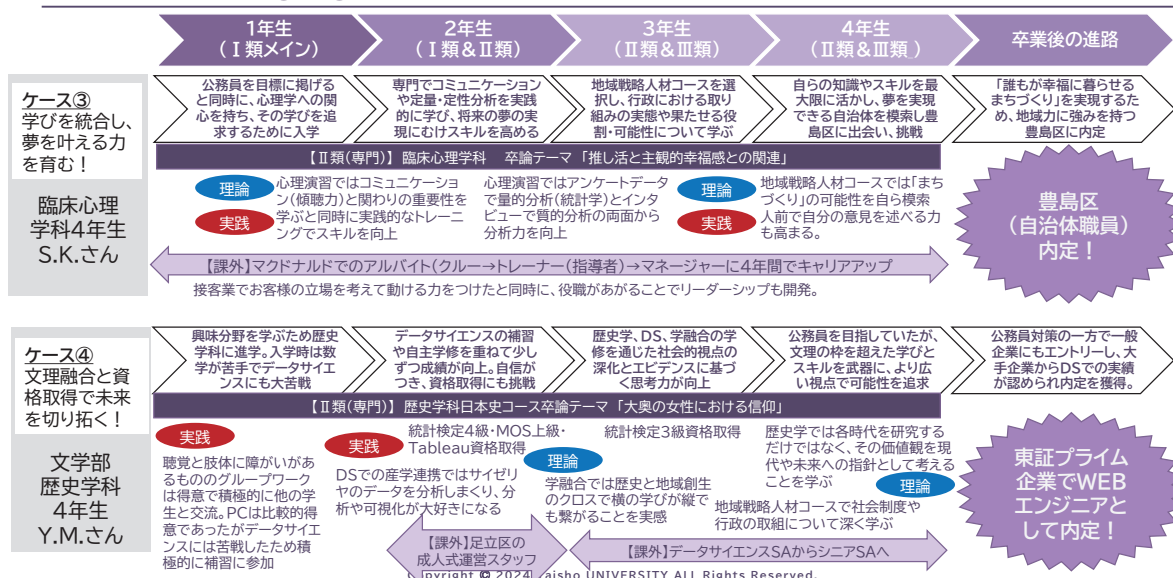 1年生
(Ⅰ類メイン)
2年生
(Ⅰ類&Ⅱ類)
3年生
(Ⅱ類&Ⅲ類)
4年生
(Ⅱ類&Ⅲ類)
卒業後の進路
ケース③
学びを統合し、
夢を叶える力
を育む!
臨床心理
学科4年生
S.K.さん
公務員を目標に掲げる
と同時に、心理学への関
心を持ち、その学びを追
求するために入学
専門でコミュニケーション
や定量・定性分析を実践
的に学び、将来の夢の実
現にむけスキルを高める
地域戦略人材コースを選
択し、行政における取り
組みの実態や果たせる役
割・可能性について学ぶ
自らの知識やスキルを最
大限に活かし、夢を実現
できる自治体を模索し豊
島区に出会い、挑戦
「誰もが幸福に暮らせる
まちづくり」を実現するた
め、地域力に強みを持つ
豊島区に内定
【Ⅱ類(専門)】 臨床心理学科 卒論テーマ 「推し活と主観的幸福感との関連」
理論
実践
心理演習ではコミュニケーショ
ン(傾聴力)と関わりの重要性を
学ぶと同時に実践的なトレーニ
ングでスキルを向上
心理演習ではアンケートデータ
で量的分析(統計学)とインタ
ビューで質的分析の両面から
分析力を向上
理論
実践
地域戦略人材コースでは「まち
づくり」の可能性を自ら模索
人前で自分の意見を述べる力
も高まる。
豊島区
(自治体職員)
内定!
【課外】マクドナルドでのアルバイト(クルー→トレーナー(指導者)→マネージャーに4年間でキャリアアップ
接客業でお客様の立場を考えて動ける力をつけたと同時に、役職があがることでリーダーシップも開発。
ケース④
文理融合と資
格取得で未来
を切り拓く!
文学部
歴史学科
4年生
Y.M.さん
興味分野を学ぶため歴史
学科に進学。入学時は数
学が苦手でデータサイエ
ンスにも大苦戦
データサイエンスの補習
や自主学修を重ねて少し
ずつ成績が向上。自信が
つき、資格取得にも挑戦
歴史学、DS、学融合の学
修を通じた社会的視点の
深化とエビデンスに基づ
く思考力が向上
公務員を目指していたが、
文理の枠を超えた学びと
スキルを武器に、より広
い視点で可能性を追求
公務員対策の一方で一般
企業にもエントリーし、大
手企業からDSでの実績
が認められ内定を獲得。
【Ⅱ類(専門)】 歴史学科日本史コース卒論テーマ 「大奥の女性における信仰」
実践
聴覚と肢体に障がいがあ
るもののグループワーク
は得意で積極的に他の学
生と交流。PCは比較的得
意であったがデータサイエ
ンスには苦戦したため積
極的に補習に参加
実践
統計検定4級・MOS上級・
Tableau資格取得
DSでの産学連携ではサイゼリ
ヤのデータを分析しまくり、分
析や可視化が大好きになる
理論
統計検定3級資格取得
学融合では歴史と地域創生
のクロスで横の学びが縦で
も繋がることを実感
歴史学では各時代を研究する
だけではなく、その価値観を現
代や未来への指針として考える
ことを学ぶ
理論
地域戦略人材コースで社会制度や
行政の取組について深く学ぶ
東証プライム
企業でWEB
エンジニアと
して内定!
【課外】足立区の
成人式運営スタッフ
【課外】データサイエンスSAからシニアSAへ
Copyright © 2024 Taisho UNIVERSITY ALL Rights Reserved.